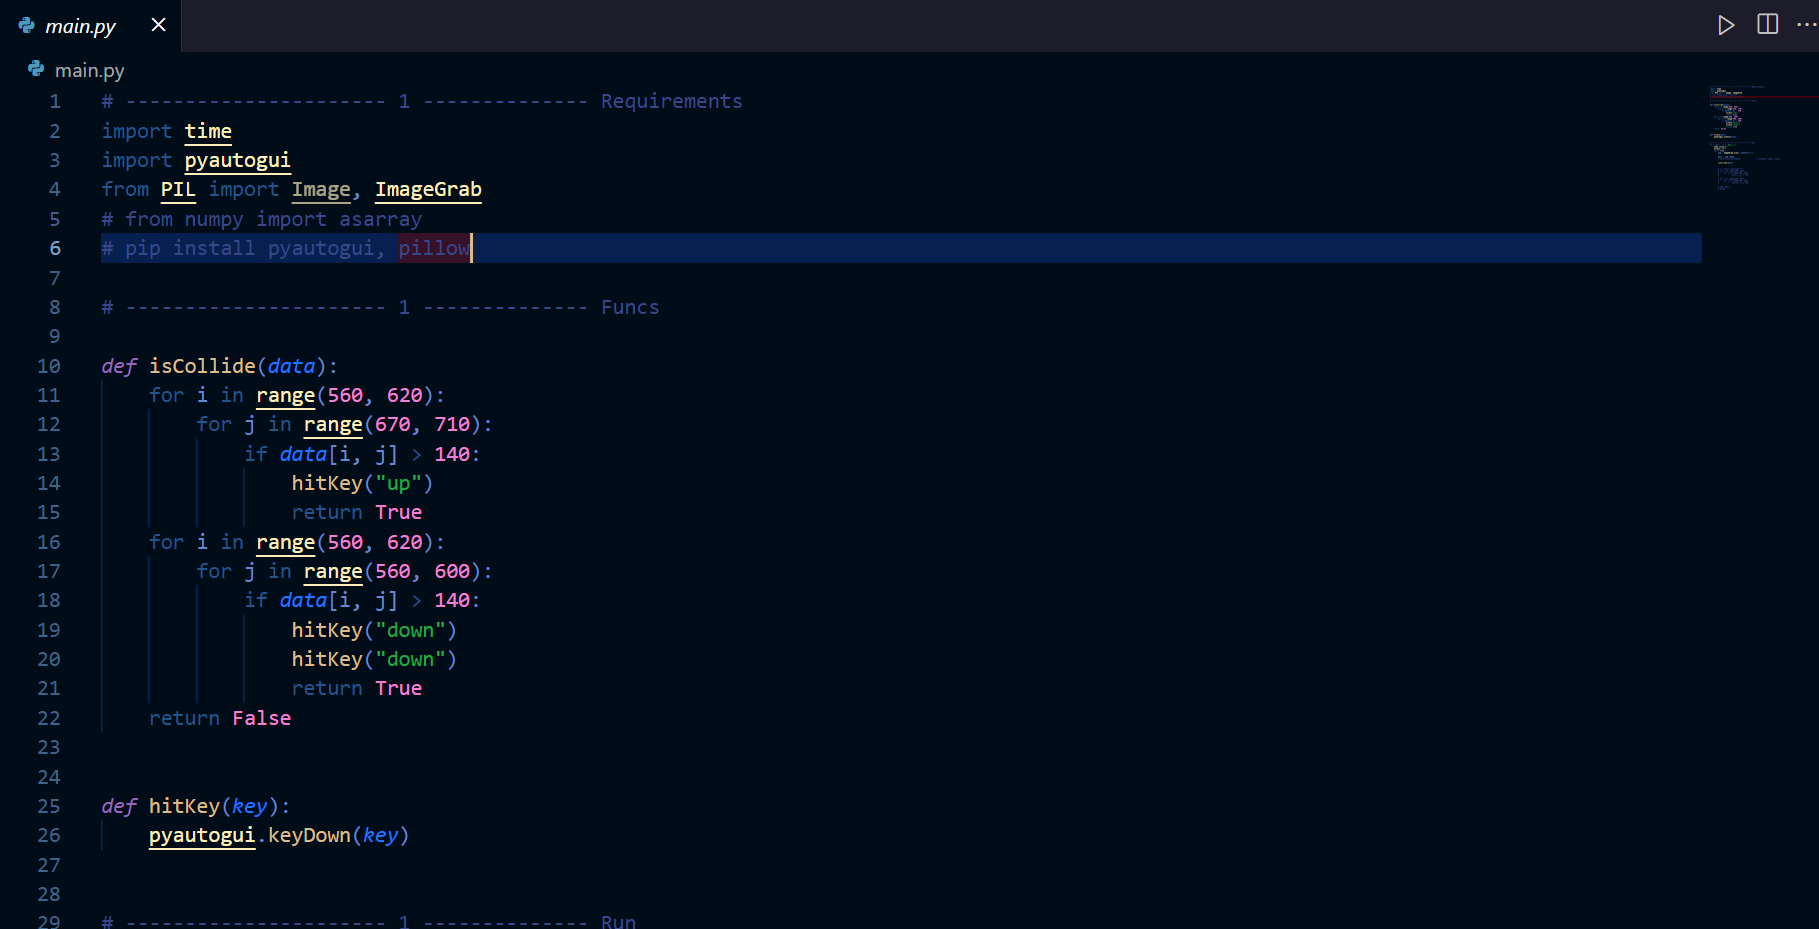 main.py
main.py
1 # ---------------------- 1 -------------- Requirements
2 import time
3 import pyautogui
4 from PIL import Image, ImageGrab
5 # from numpy import asarray
6 # pip install pyautogui, pillow
7
8 # ---------------------- 1 -------------- Funcs
9
10 def isCollide(data):
11     for i in range(560, 620):
12         for j in range(670, 710):
13             if data[i, j] > 140:
14                 hitKey("up")
15                 return True
16     for i in range(560, 620):
17         for j in range(560, 600):
18             if data[i, j] > 140:
19                 hitKey("down")
20                 hitKey("down")
21                 return True
22     return False
23
24
25 def hitKey(key):
26     pyautogui.keyDown(key)
27
28
29 # ---------------------- 1 -------------- Run